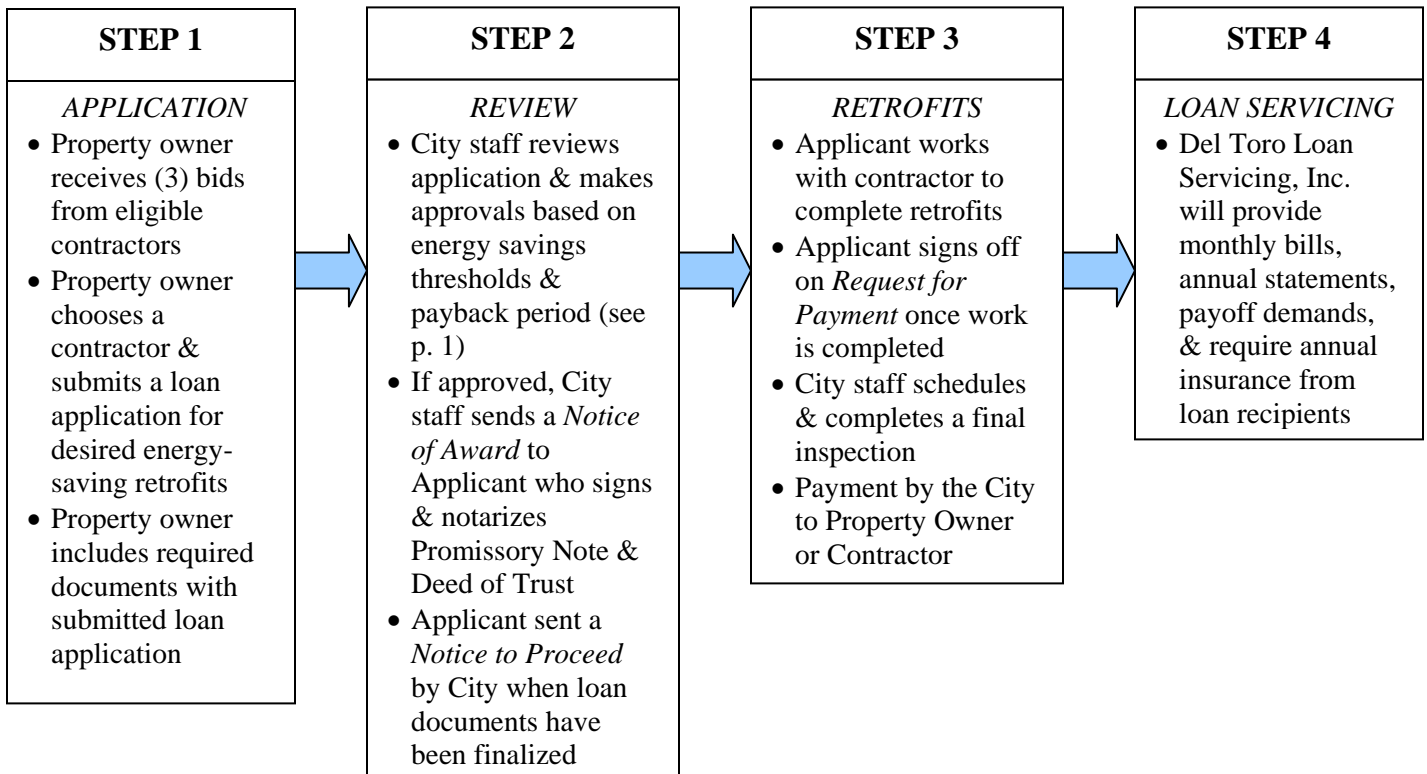 STEP 1
APPLICATION
• Property owner
receives (3) bids
from eligible
contractors
• Property owner
chooses a
contractor &
submits a loan
application for
desired energy-
saving retrofits
• Property owner
includes required
documents with
submitted loan
application
STEP 2
REVIEW
• City staff reviews
application & makes
approvals based on
energy savings
thresholds &
payback period (see
p. 1)
• If approved, City
staff sends a Notice
of Award to
Applicant who signs
& notarizes
Promissory Note &
Deed of Trust
• Applicant sent a
Notice to Proceed
by City when loan
documents have
been finalized
STEP 3
RETROFITS
• Applicant works
with contractor to
complete retrofits
• Applicant signs off
on Request for
Payment once work
is completed
• City staff schedules
& completes a final
inspection
• Payment by the City
to Property Owner
or Contractor
STEP 4
LOAN SERVICING
• Del Toro Loan
Servicing, Inc.
will provide
monthly bills,
annual statements,
payoff demands,
& require annual
insurance from
loan recipients